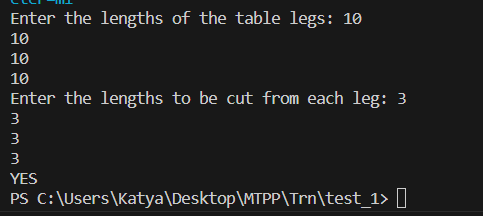 Enter the lengths of the table legs: 10
10
10
10
Enter the lengths to be cut from each leg: 3
3
3
3
YES
PS C:\Users\Katya\Desktop\MTPP\Trn\test_1>